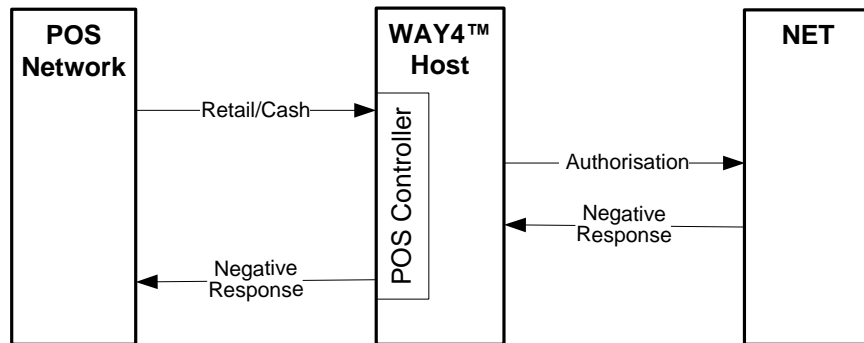 POS
Network
WAY4™
Host
NET
Retail/Cash
POS Controller
Authorisation
Negative
Response
Negative
Response